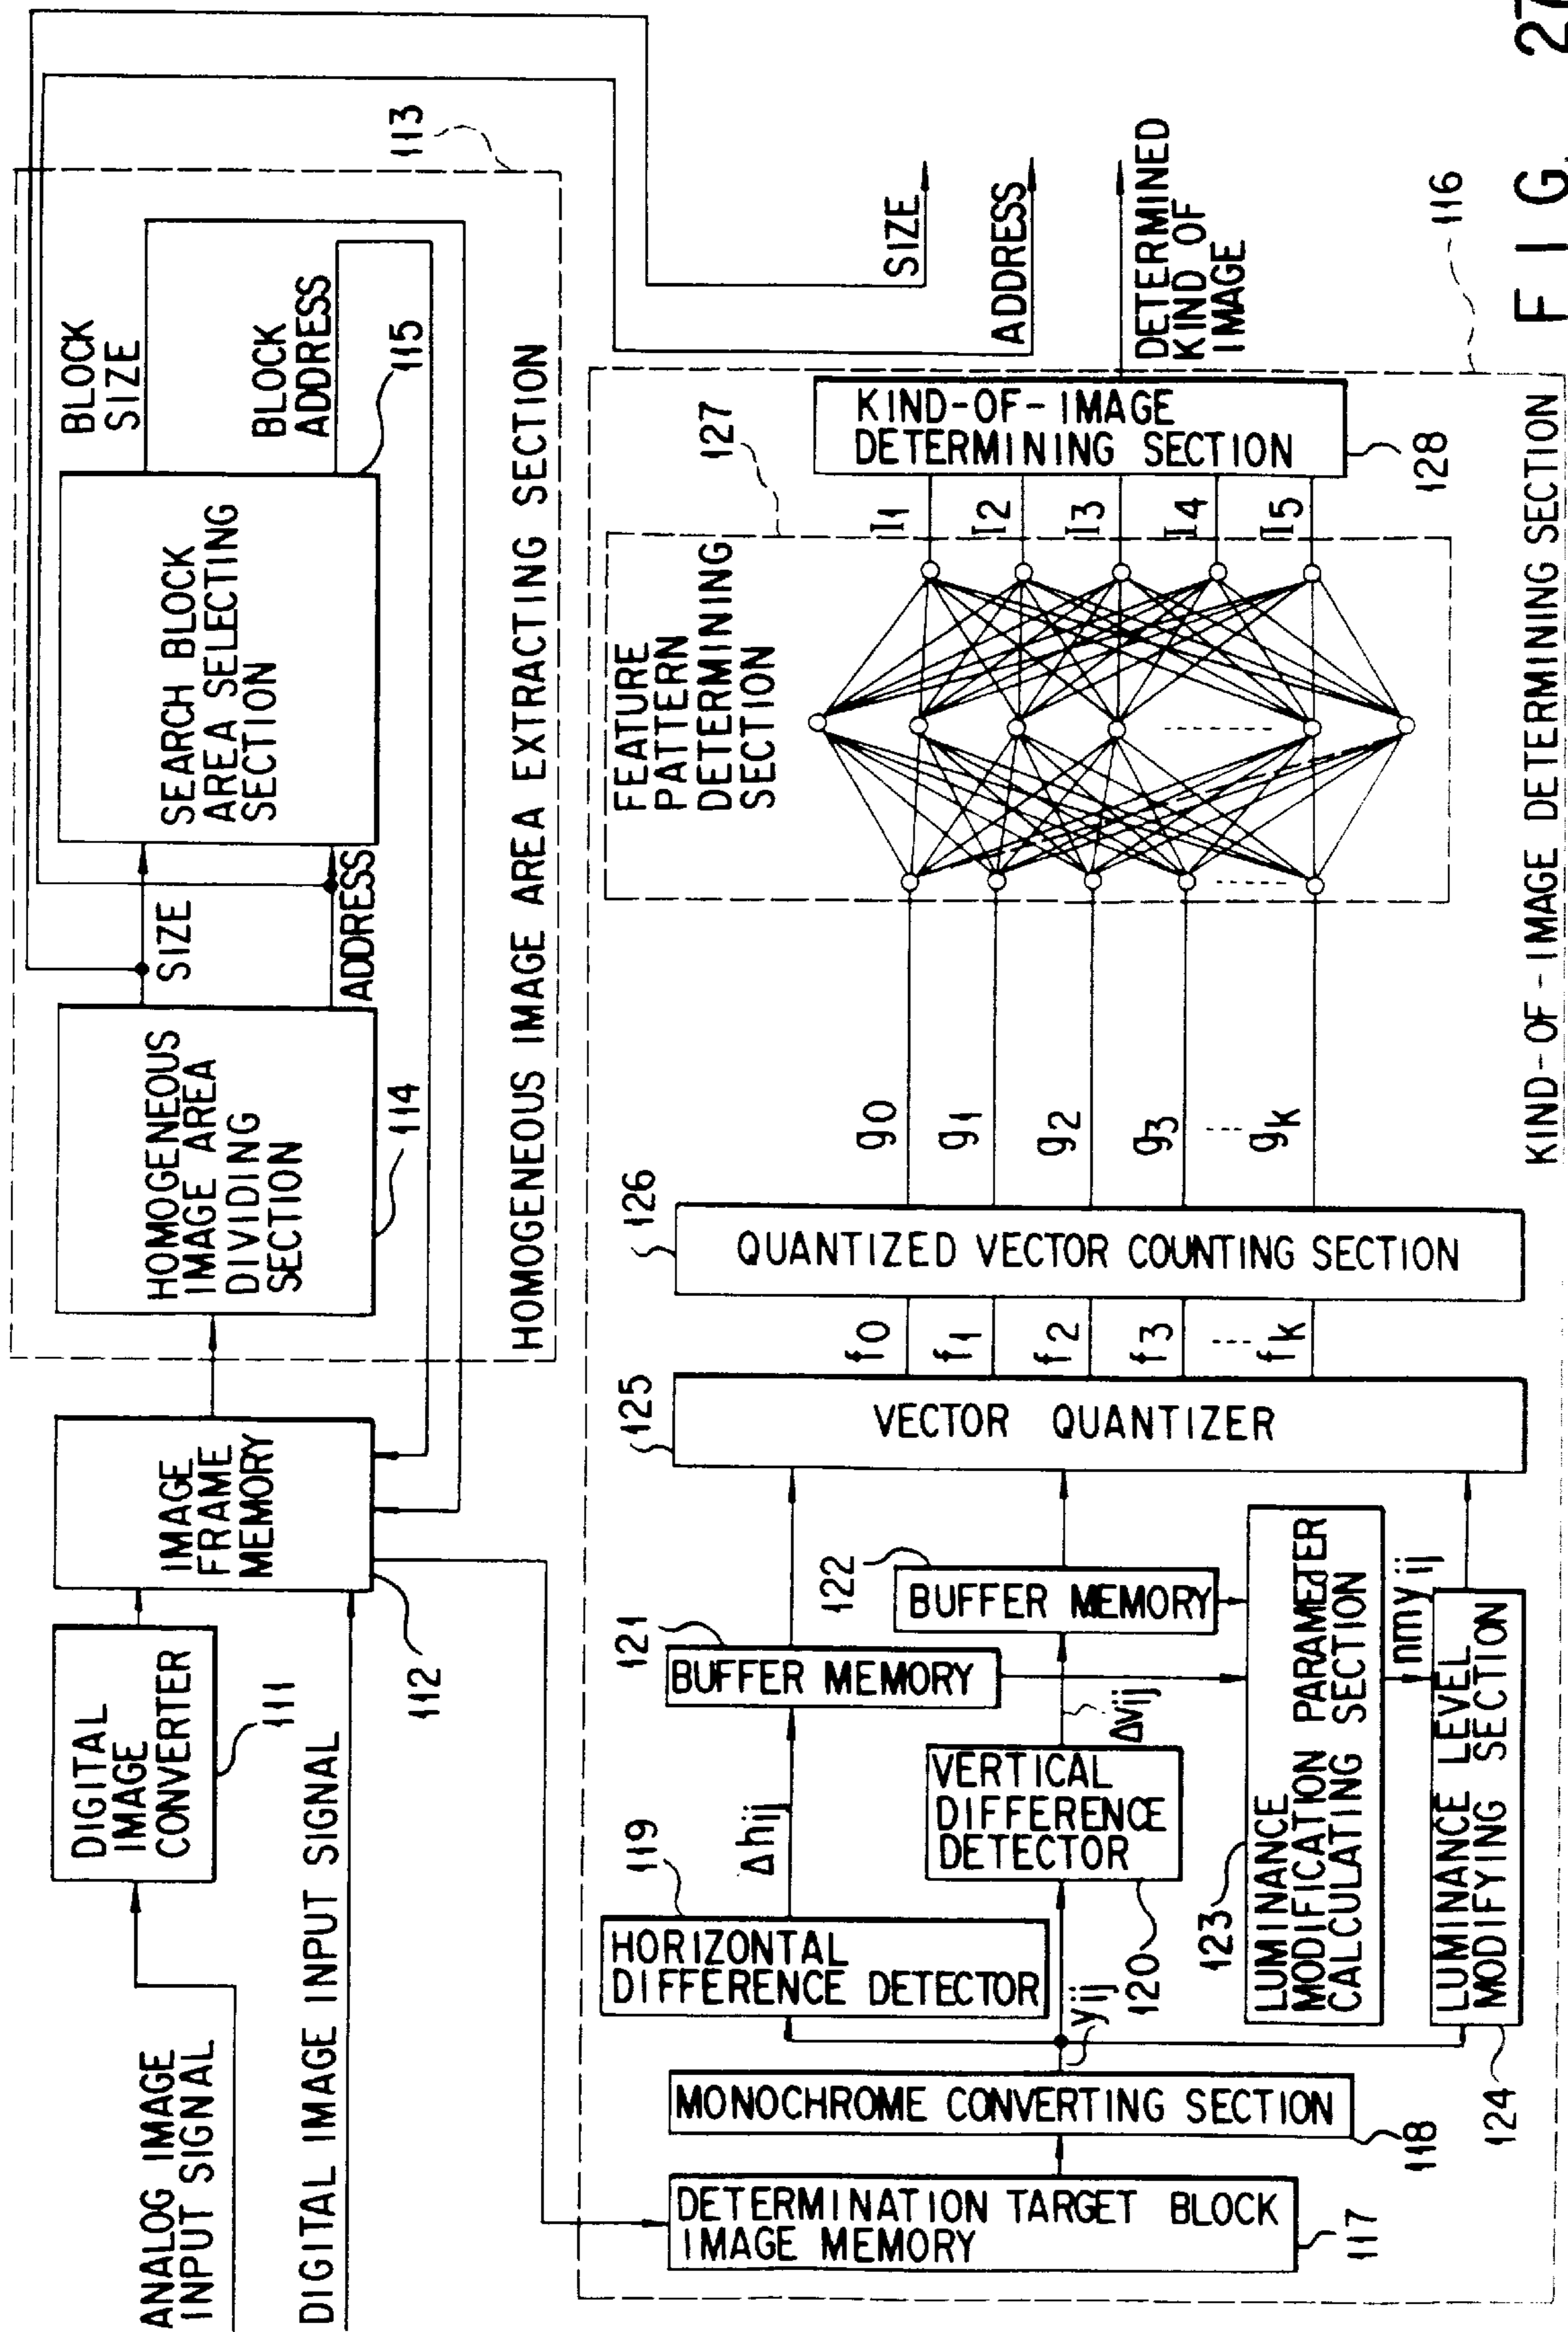 ANALOG IMAGE
INPUT SIGNAL
DIGITAL IMAGE INPUT SIGNAL
DIGITAL
IMAGE
CONVERTER
111
IMAGE
FRAME
MEMORY
112
HOMOGENEOUS
IMAGE AREA
DIVIDING
SECTION
114
SIZE
ADDRESS
SEARCH BLOCK
AREA SELECTING
SECTION
115
BLOCK
SIZE
BLOCK
ADDRESS
113
HOMOGENEOUS IMAGE AREA EXTRACTING SECTION
DETERMINATION TARGET BLOCK
IMAGE MEMORY
117
MONOCHROME CONVERTING SECTION
118
yij
HORIZONTAL
DIFFERENCE DETECTOR
119
Δhij
VERTICAL
DIFFERENCE
DETECTOR
120
Δvij
BUFFER MEMORY
121
BUFFER MEMORY
122
LUMINANCE
MODIFICATION PARAMETER
CALCULATING SECTION
123
nmy ij
LUMINANCE LEVEL
MODIFYING SECTION
124
VECTOR QUANTIZER
125
f0
f1
f2
f3
fk
QUANTIZED VECTOR COUNTING SECTION
126
g0
g1
g2
g3
gk
FEATURE
PATTERN
DETERMINING
SECTION
127
I1
I2
I3
I4
I5
KIND-OF-IMAGE
DETERMINING SECTION
128
SIZE
ADDRESS
DETERMINED
KIND OF
IMAGE
116
KIND-OF-IMAGE DETERMINING SECTION
FIG. 27